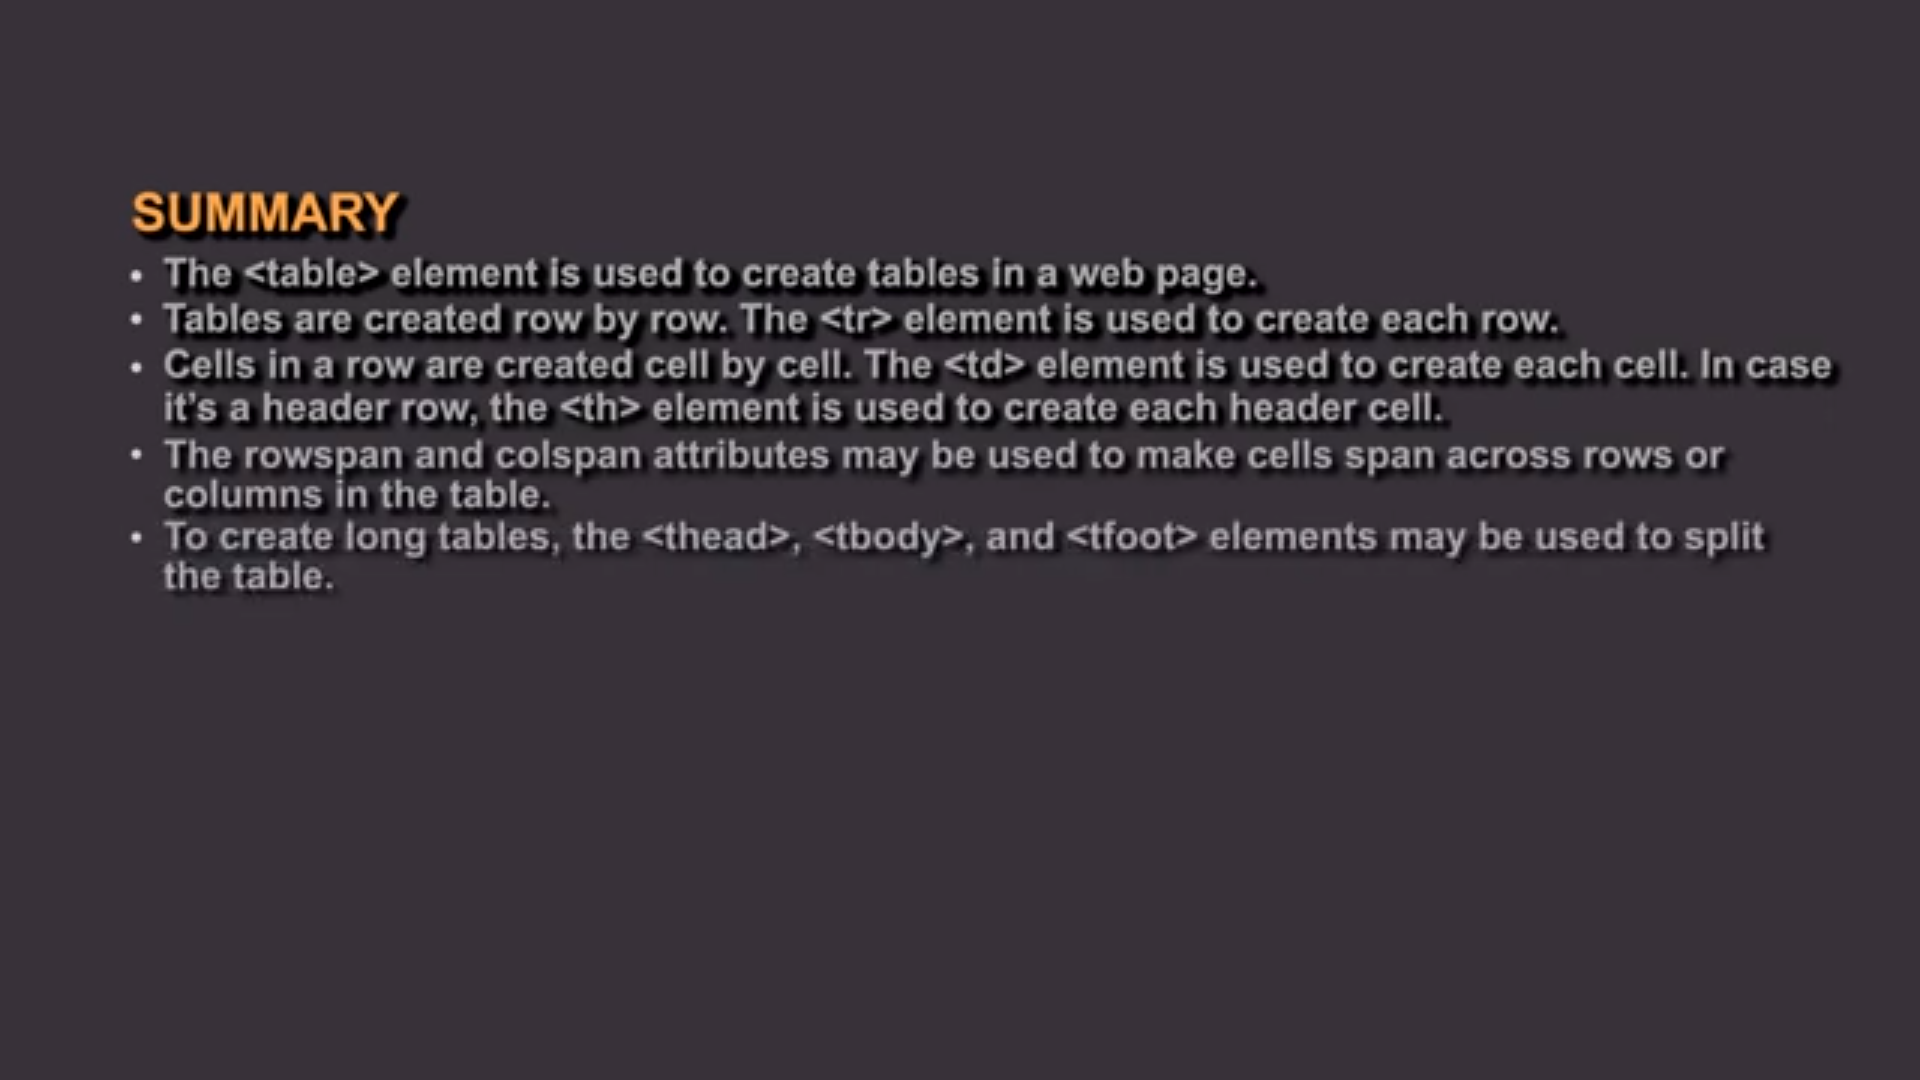 SUMMARY
• The <table> element is used to create tables in a web page.
• Tables are created row by row. The <tr> element is used to create each row.
• Cells in a row are created cell by cell. The <td> element is used to create each cell. In case
it’s a header row, the <th> element is used to create each header cell.
• The rowspan and colspan attributes may be used to make cells span across rows or
columns in the table.
• To create long tables, the <thead>, <tbody>, and <tfoot> elements may be used to split
the table.